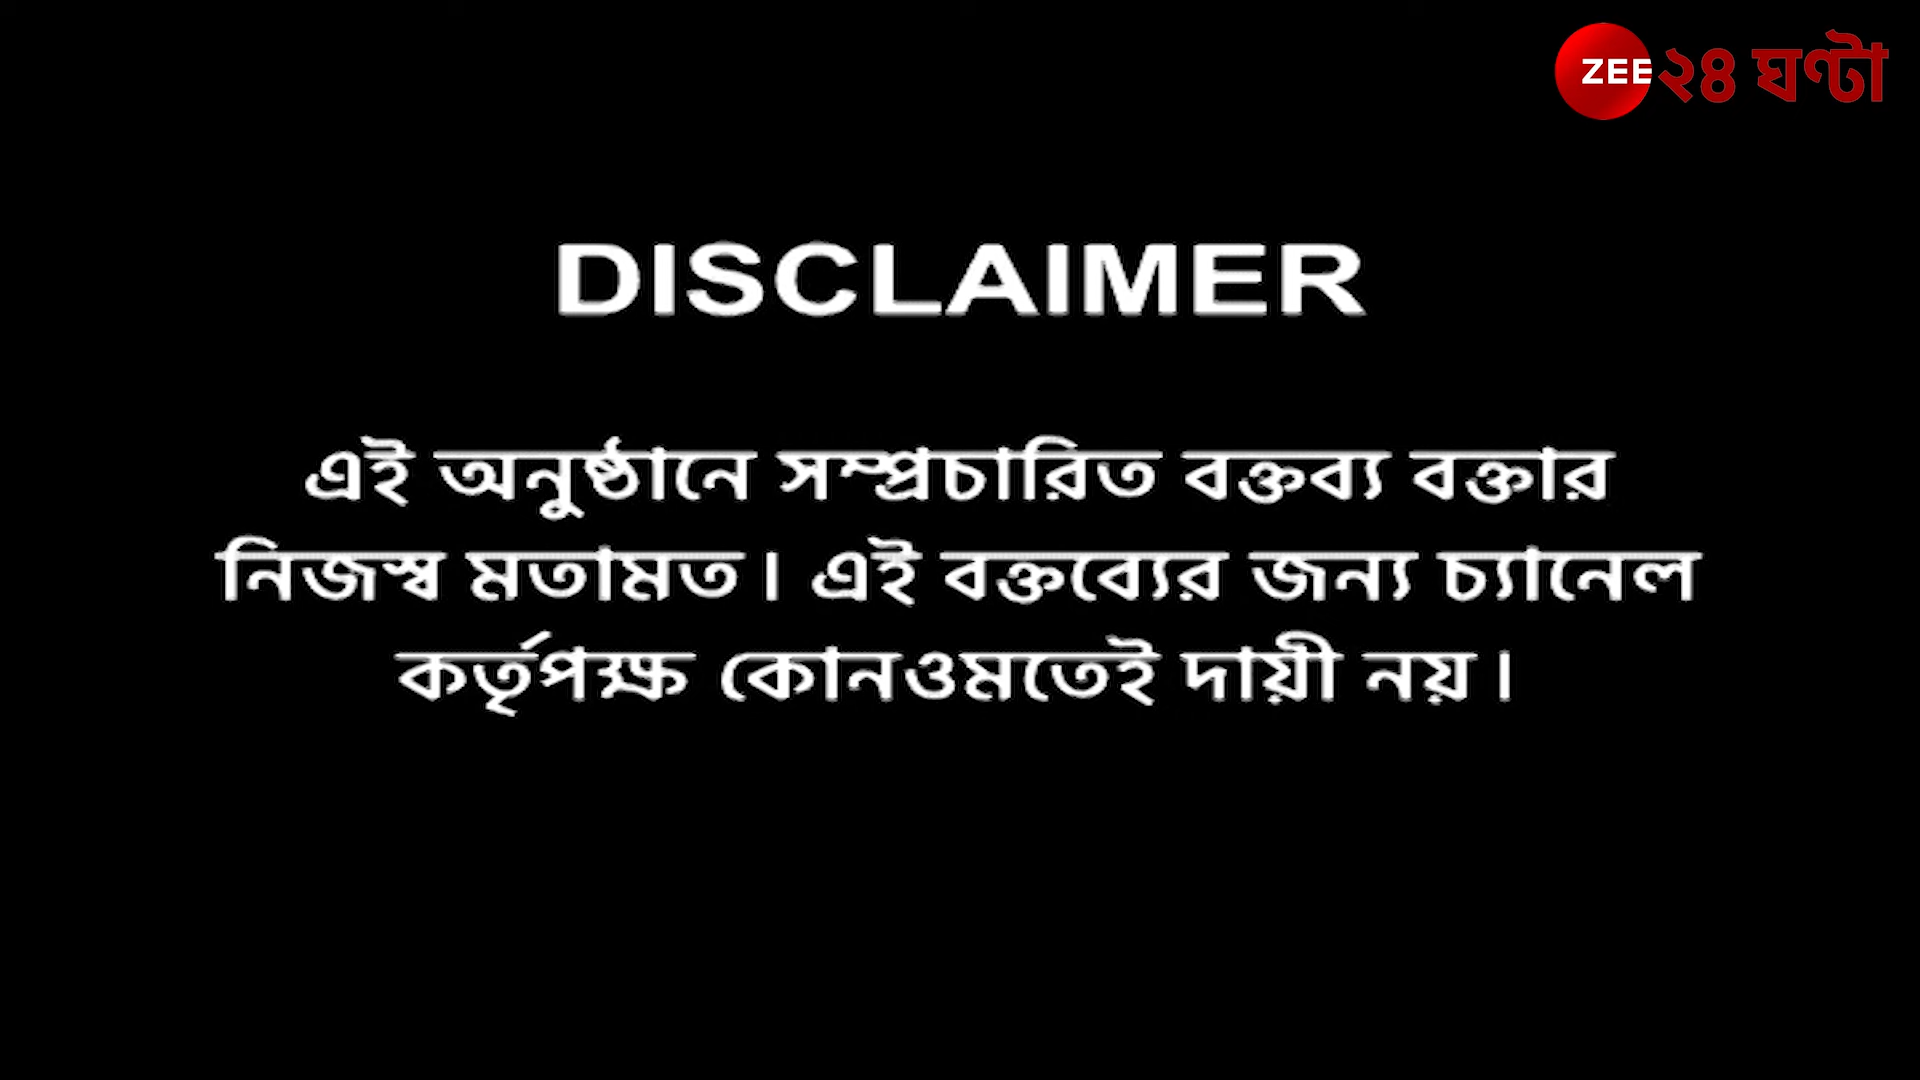 ZEE ২৪ ঘণ্টা
DISCLAIMER
এই অনুষ্ঠানে সম্প্রচারিত বক্তব্য বক্তার
নিজস্ব মতামত। এই বক্তব্যের জন্য চ্যানেল
কর্তৃপক্ষ কোনওমতেই দায়ী নয়।